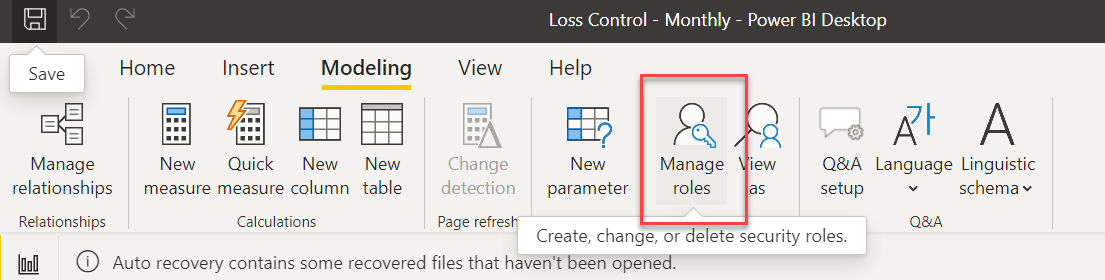 Loss Control - Monthly - Power BI Desktop
Save
Home Insert Modeling View Help
Manage relationships
New measure
Quick measure
New column
New table
Change detection
New parameter
Manage roles
View as
Q&A setup
Language
Linguistic schema
Relationships
Calculations
Page refresh
Q&A
Create, change, or delete security roles.
Auto recovery contains some recovered files that haven't been opened.